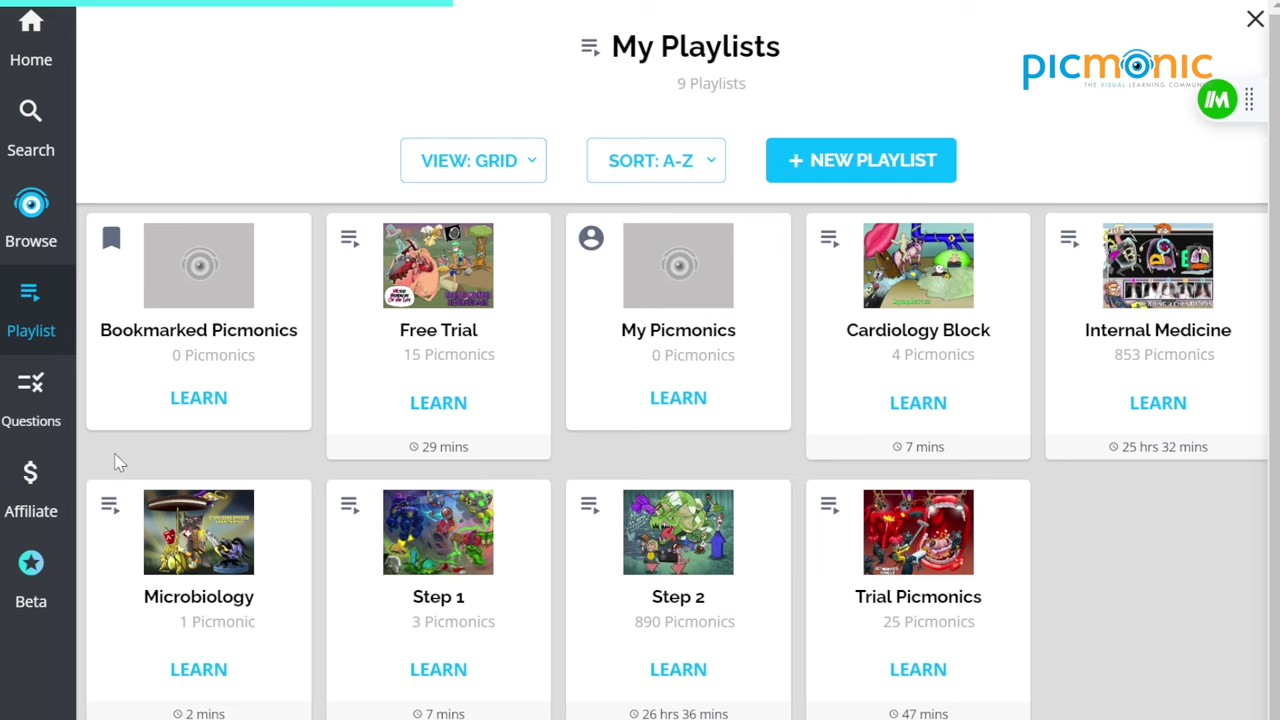 My Playlists
9 Playlists
picmonic
THE VISUAL LEARNING COMMUN
Home
Search
Browse
Playlist
Questions
Affiliate
Beta
VIEW: GRID
SORT: A-Z
+ NEW PLAYLIST
Bookmarked Picmonics
0 Picmonics
LEARN
Free Trial
15 Picmonics
LEARN
29 mins
My Picmonics
0 Picmonics
LEARN
Cardiology Block
4 Picmonics
LEARN
7 mins
Internal Medicine
853 Picmonics
LEARN
25 hrs 32 mins
Microbiology
1 Picmonic
LEARN
2 mins
Step 1
3 Picmonics
LEARN
7 mins
Step 2
890 Picmonics
LEARN
26 hrs 36 mins
Trial Picmonics
25 Picmonics
LEARN
47 mins